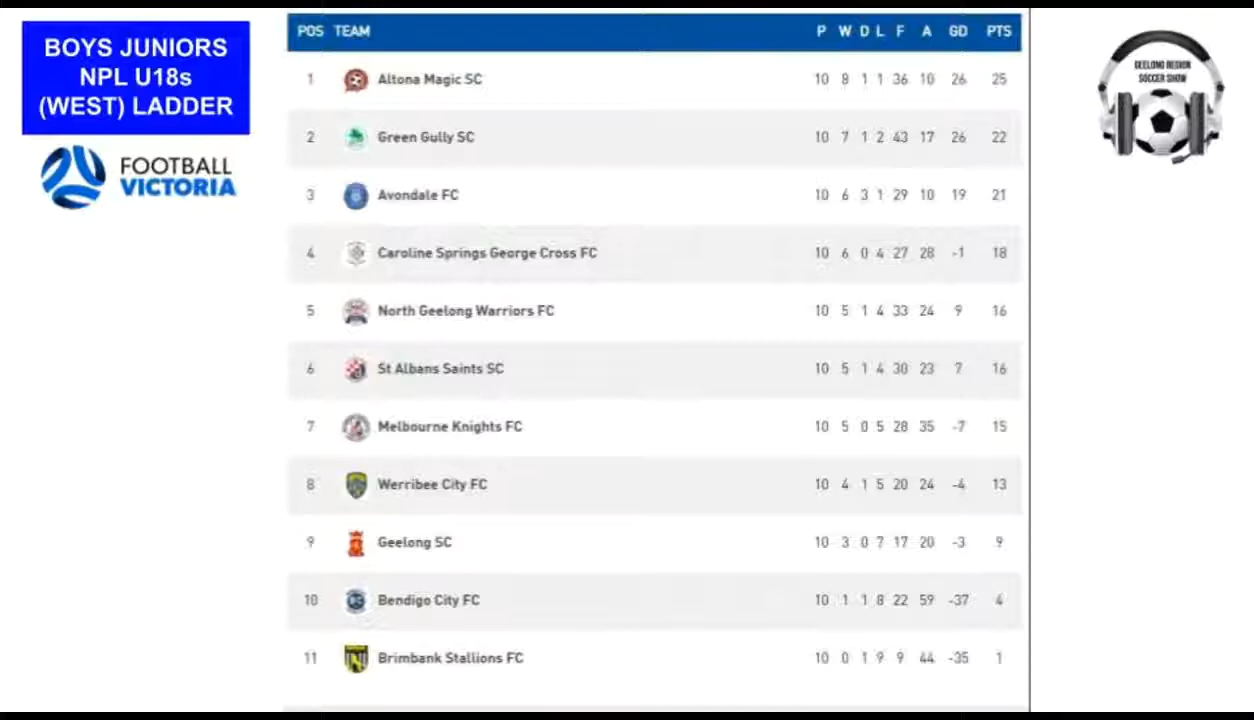 BOYS JUNIORS
NPL U18s
(WEST) LADDER
FOOTBALL
VICTORIA
POS TEAM P W D L F A GD PTS
1 Altona Magic SC 10 8 1 1 36 10 26 25
2 Green Gully SC 10 7 1 2 43 17 26 22
3 Avondale FC 10 6 3 1 29 10 19 21
4 Caroline Springs George Cross FC 10 6 0 4 27 28 -1 18
5 North Geelong Warriors FC 10 5 1 4 33 24 9 16
6 St Albans Saints SC 10 5 1 4 30 23 7 16
7 Melbourne Knights FC 10 5 0 5 28 35 -7 15
8 Werribee City FC 10 4 1 5 20 24 -4 13
9 Geelong SC 10 3 0 7 17 20 -3 9
10 Bendigo City FC 10 1 1 8 22 59 -37 4
11 Brimbank Stallions FC 10 0 1 9 9 44 -35 1
GEELONG REGION
SOCCER SHOW